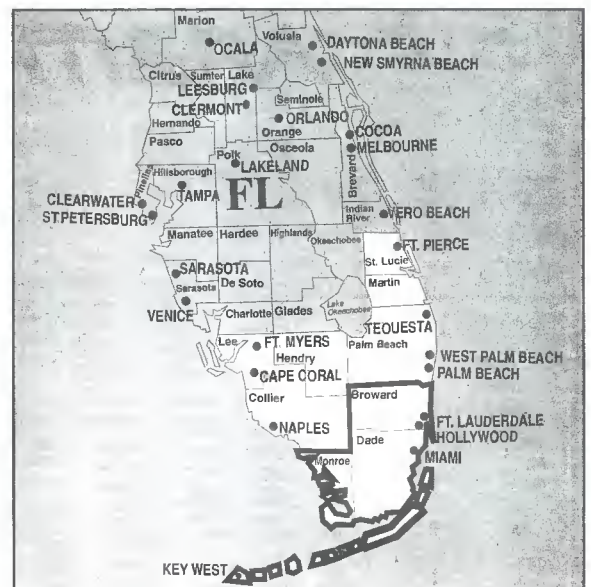 Marion
OCALA
Volusia
DAYTONA BEACH
NEW SMYRNA BEACH
Citrus
Sumter
Lake
LEESBURG
CLERMONT
Seminole
ORLANDO
Hernando
Orange
Pasco
Osceola
COCOA
MELBOURNE
Brevard
Polk
LAKELAND
Hillsborough
TAMPA
Pinellas
FL
CLEARWATER
ST PETERSBURG
Indian
River
VERO BEACH
Manatee
Hardee
Highlands
Okeechobee
FT. PIERCE
St. Lucie
SARASOTA
Sarasota
De Soto
Martin
VENICE
Charlotte
Glades
Lake
Okeechobee
TEQUESTA
Lee
FT. MYERS
Hendry
Palm Beach
WEST PALM BEACH
PALM BEACH
CAPE CORAL
Collier
Broward
NAPLES
FT. LAUDERDALE
HOLLYWOOD
Dade
MIAMI
Monroe
KEY WEST